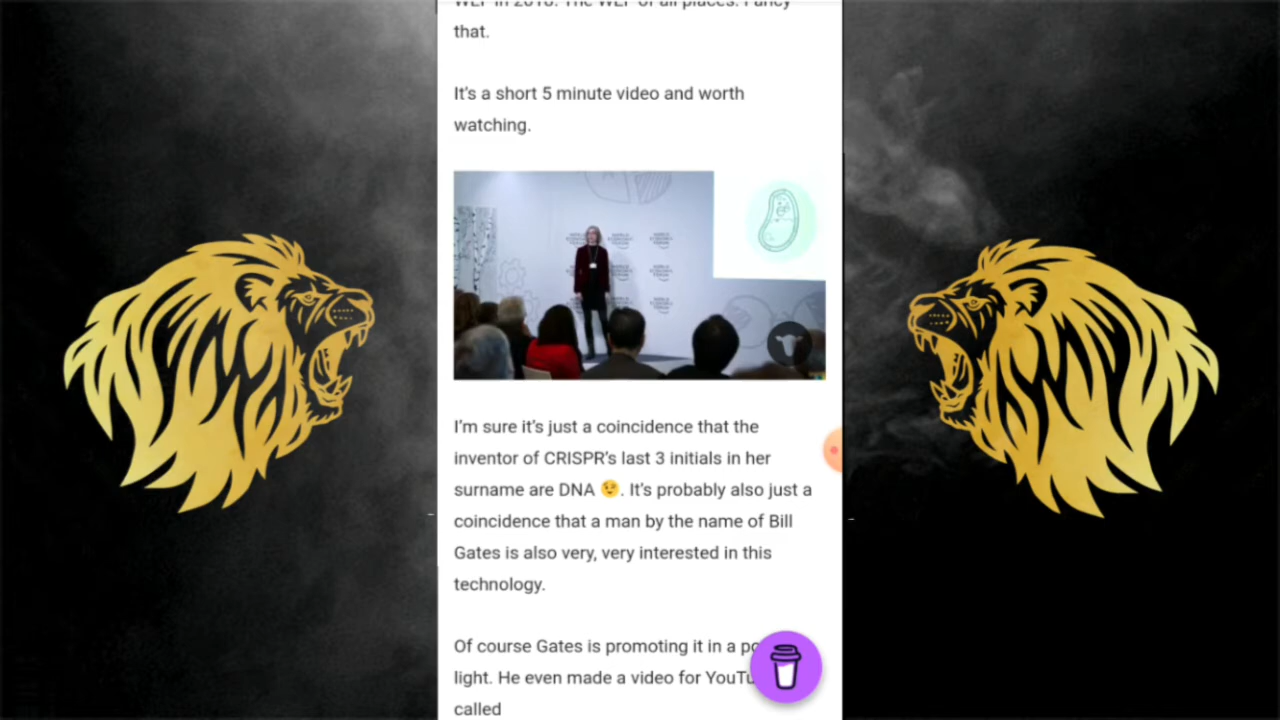 that.
It's a short 5 minute video and worth
watching.
WORLD
ECONOMIC
FORUM
I'm sure it's just a coincidence that the
inventor of CRISPR's last 3 initials in her
surname are DNA 😉. It's probably also just a
coincidence that a man by the name of Bill
Gates is also very, very interested in this
technology.
Of course Gates is promoting it in a
light. He even made a video for
called